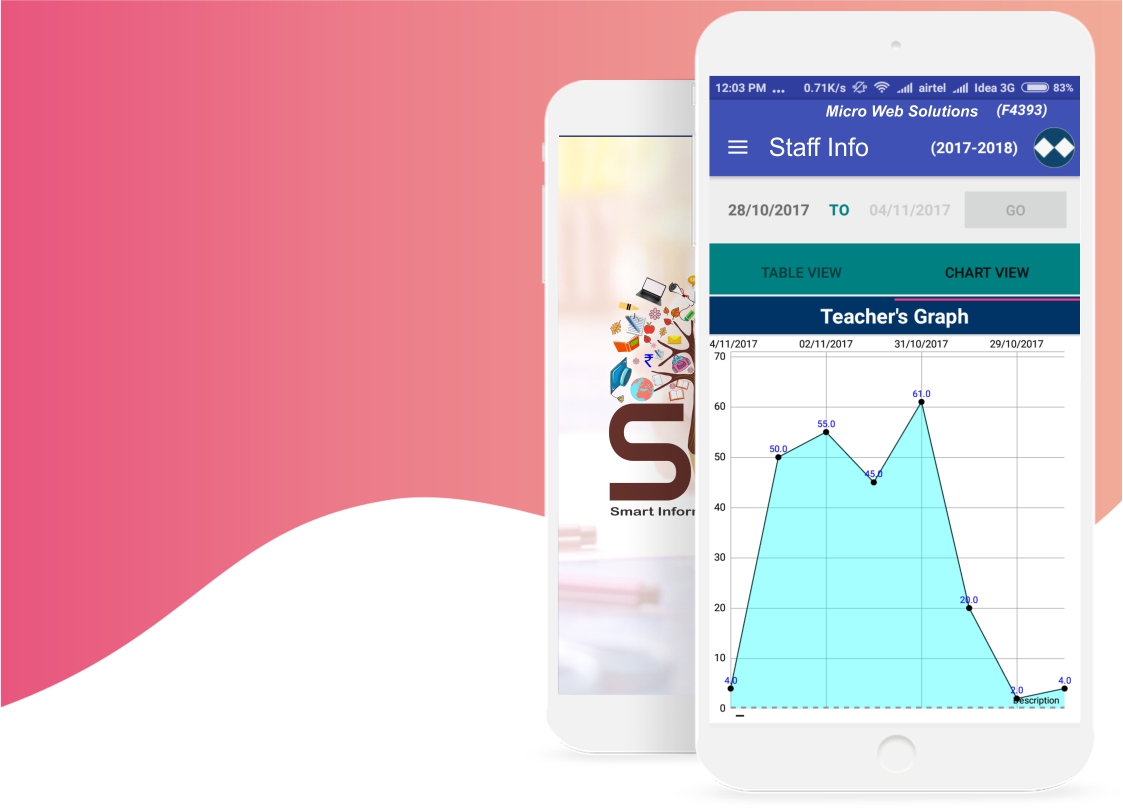 12:03 PM ... 0.71K/s airtel Idea 3G 83%
Micro Web Solutions (F4393)
Staff Info (2017-2018)
28/10/2017 TO 04/11/2017 GO
TABLE VIEW CHART VIEW
Teacher's Graph
4/11/2017 02/11/2017 31/10/2017 29/10/2017
70
61.0
60
55.0
50.0
50
45.0
40
30
20.0
20
10
4.0 2.0 4.0
Description
0
₹
S
Smart Infor